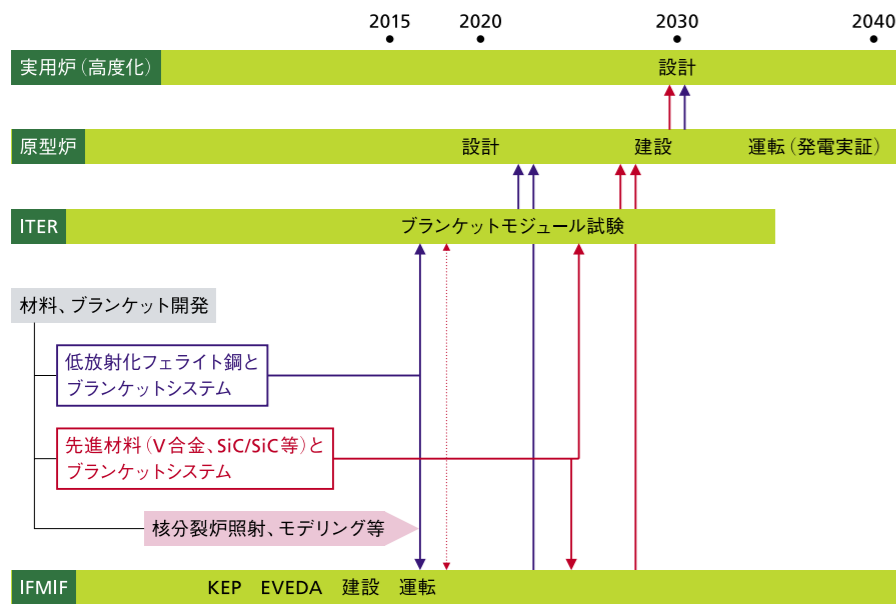 2015 2020 2030 2040
実用炉(高度化) 設計
原型炉 設計 建設 運転(発電実証)
ITER ブランケットモジュール試験
材料、ブランケット開発
低放射化フェライト鋼と
ブランケットシステム
先進材料(V合金、SiC/SiC等)と
ブランケットシステム
核分裂炉照射、モデリング等
IFMIF KEP EVEDA 建設 運転